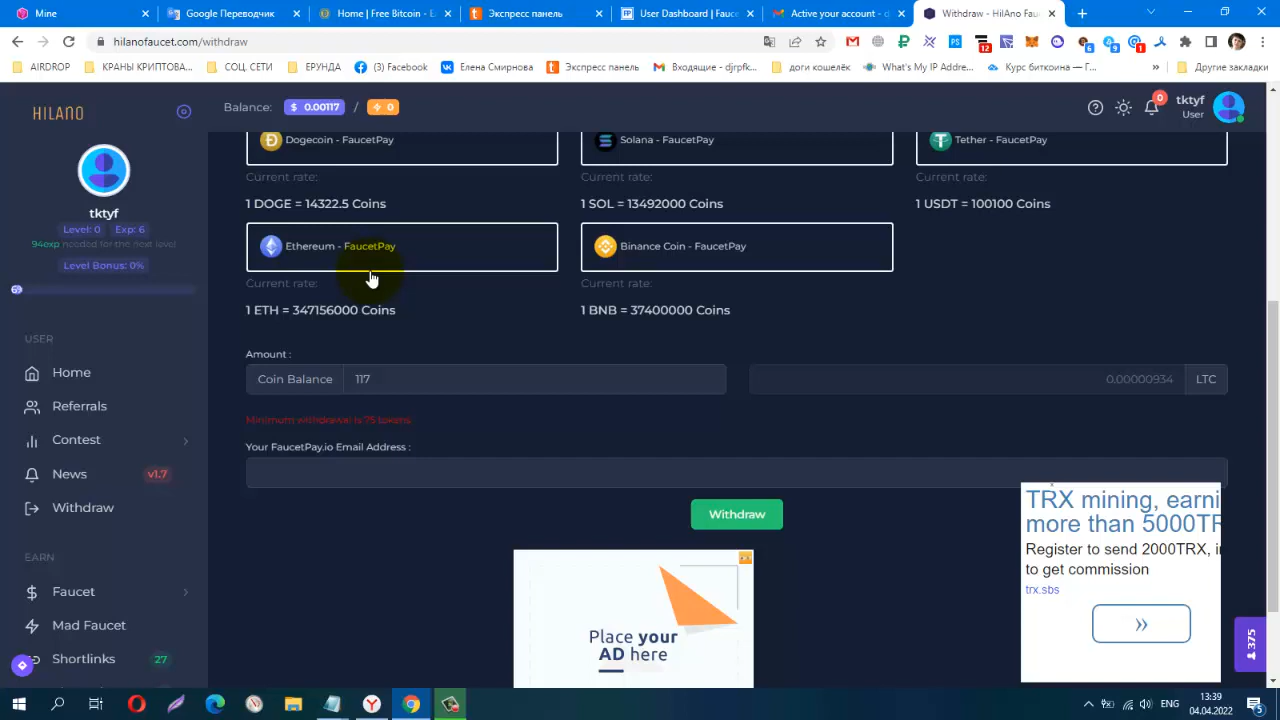 Mine
Google Переводчик
Home | Free Bitcoin - E
Экспресс панель
User Dashboard | Fauce
Active your account - d
Withdraw - HilAno Fauc
hilanofaucet.com/withdraw
12
6
9
1
AIRDROP
КРАНЫ КРИПТОВА...
СОЦ. СЕТИ
ЕРУНДА
(3) Facebook
Елена Смирнова
Экспресс панель
Входящие - djrpfk...
доги кошелёк
What's My IP Addre...
Курс биткоина — Г...
»
Другие закладки
HILANO
Balance:
$ 0.00117
/
0
0
tktyf
User
tktyf
Level: 0
Exp: 6
94exp needed for the next level
Level Bonus: 0%
USER
Home
Referrals
Contest
News
v1.7
Withdraw
EARN
Faucet
Mad Faucet
Shortlinks
27
Dogecoin - FaucetPay
Solana - FaucetPay
Tether - FaucetPay
Current rate:
Current rate:
Current rate:
1 DOGE = 14322.5 Coins
1 SOL = 13492000 Coins
1 USDT = 100100 Coins
Ethereum - FaucetPay
Binance Coin - FaucetPay
Current rate:
Current rate:
1 ETH = 347156000 Coins
1 BNB = 37400000 Coins
Amount :
Coin Balance
117
0.00000934
LTC
Minimum withdrawal is 75 tokens
Your FaucetPay.io Email Address :
Withdraw
Place your
AD here
TRX mining, earni
more than 5000TR
Register to send 2000TRX, i
to get commission
trx.sbs
»
375
ENG
13:39
04.04.2022
5